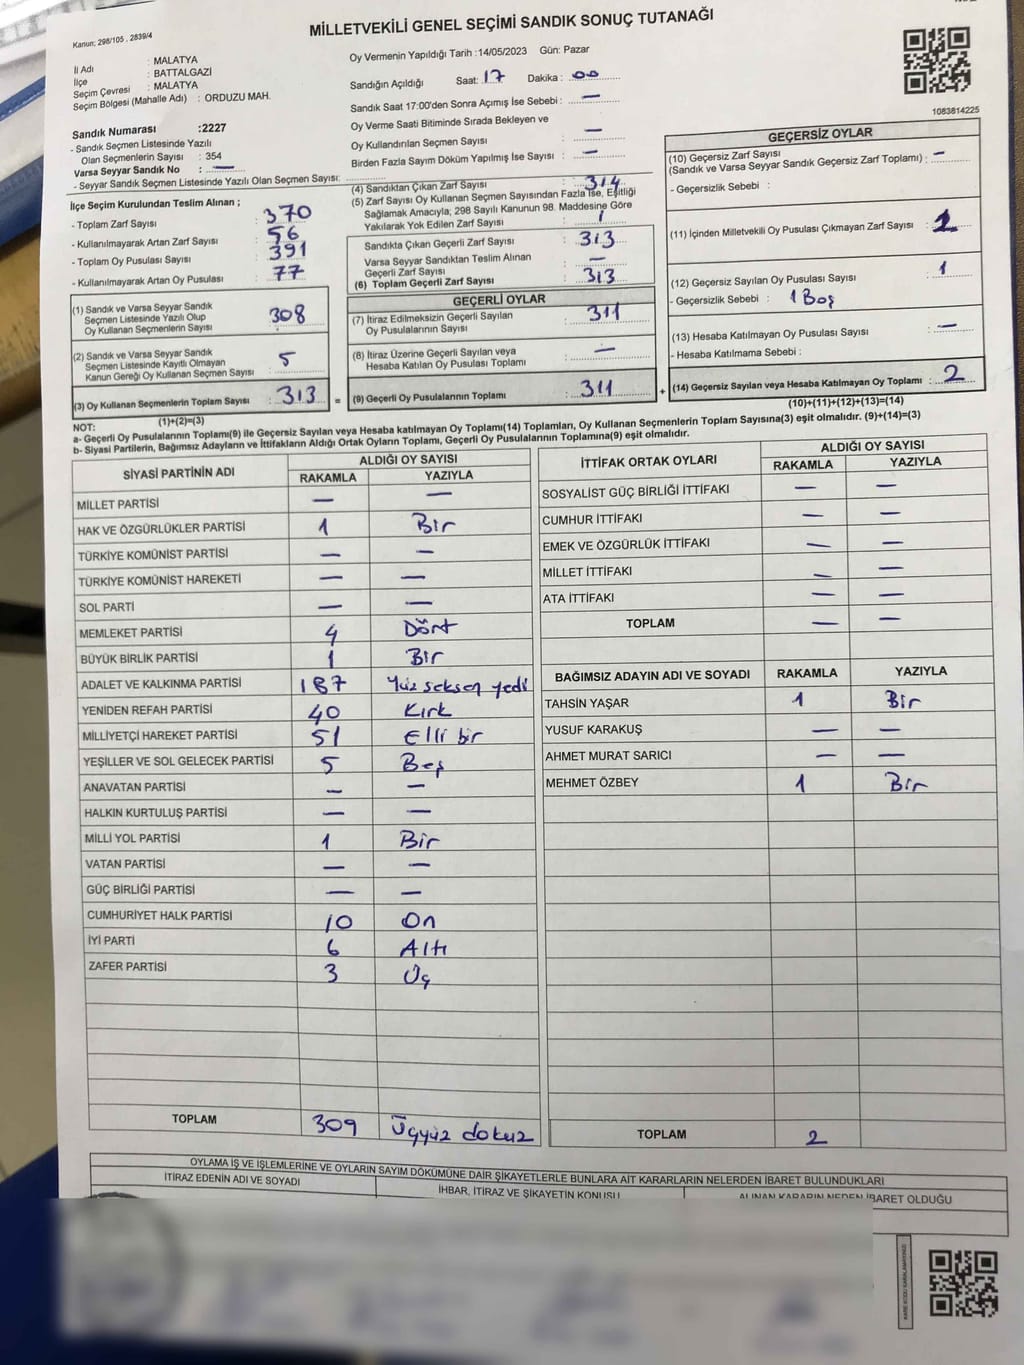 MİLLETVEKİLİ GENEL SEÇİMİ SANDIK SONUÇ TUTANAĞI
Kanun; 298/105 , 2839/4
İl Adı : MALATYA
İlçe : BATTALGAZİ
Seçim Çevresi : MALATYA
Seçim Bölgesi (Mahalle Adı) : ORDUZU MAH.
Sandık Numarası :2227
- Sandık Seçmen Listesinde Yazılı
Olan Seçmenlerin Sayısı : 354
Varsa Seyyar Sandık No : —
- Seyyar Sandık Seçmen Listesinde Yazılı Olan Seçmen Sayısı:
Oy Vermenin Yapıldığı Tarih :14/05/2023 Gün: Pazar
Sandığın Açıldığı Saat: 17 Dakika : 00
Sandık Saat 17:00'den Sonra Açımış İse Sebebi : —
Oy Verme Saati Bitiminde Sırada Bekleyen ve
Oy Kullandırılan Seçmen Sayısı : —
Birden Fazla Sayım Döküm Yapılmış İse Sayısı : —
1083814225
İlçe Seçim Kurulundan Teslim Alınan ;
- Toplam Zarf Sayısı : 370
- Kullanılmayarak Artan Zarf Sayısı : 56
- Toplam Oy Pusulası Sayısı : 391
- Kullanılmayarak Artan Oy Pusulası : 77
(1) Sandık ve Varsa Seyyar Sandık
Seçmen Listesinde Yazılı Olup
Oy Kullanan Seçmenlerin Sayısı : 308
(2) Sandık ve Varsa Seyyar Sandık
Seçmen Listesinde Kayıtlı Olmayan
Kanun Gereği Oy Kullanan Seçmen Sayısı : 5
(3) Oy Kullanan Seçmenlerin Toplam Sayısı : 313 =
(1)+(2)=(3)
(4) Sandıktan Çıkan Zarf Sayısı : 314
(5) Zarf Sayısı Oy Kullanan Seçmen Sayısından Fazla İse, Eşitliği
Sağlamak Amacıyla; 298 Sayılı Kanunun 98. Maddesine Göre
Yakılarak Yok Edilen Zarf Sayısı : 1
Sandıkta Çıkan Geçerli Zarf Sayısı : 313
Varsa Seyyar Sandıktan Teslim Alınan
Geçerli Zarf Sayısı : —
(6) Toplam Geçerli Zarf Sayısı : 313
GEÇERLİ OYLAR
(7) İtiraz Edilmeksizin Geçerli Sayılan
Oy Pusulalarının Sayısı : 311
(8) İtiraz Üzerine Geçerli Sayılan veya
Hesaba Katılan Oy Pusulası Toplamı : —
(9) Geçerli Oy Pusulalarının Toplamı : 311 +
GEÇERSİZ OYLAR
(10) Geçersiz Zarf Sayısı : —
(Sandık ve Varsa Seyyar Sandık Geçersiz Zarf Toplamı)
- Geçersizlik Sebebi :
(11) İçinden Milletvekili Oy Pusulası Çıkmayan Zarf Sayısı : 1
(12) Geçersiz Sayılan Oy Pusulası Sayısı : 1
- Geçersizlik Sebebi : 1 Boş
(13) Hesaba Katılmayan Oy Pusulası Sayısı : —
- Hesaba Katılmama Sebebi :
(14) Geçersiz Sayılan veya Hesaba Katılmayan Oy Toplamı : 2
(10)+(11)+(12)+(13)=(14)
NOT:
a- Geçerli Oy Pusulalarının Toplamı(9) ile Geçersiz Sayılan veya Hesaba katılmayan Oy Toplamı(14) Toplamları, Oy Kullanan Seçmenlerin Toplam Sayısına(3) eşit olmalıdır. (9)+(14)=(3)
b- Siyasi Partilerin, Bağımsız Adayların ve İttifakların Aldığı Ortak Oyların Toplamı, Geçerli Oy Pusulalarının Toplamına(9) eşit olmalıdır.
SİYASİ PARTİNİN ADI ALDIĞI OY SAYISI
RAKAMLA YAZIYLA
MİLLET PARTİSİ — —
HAK VE ÖZGÜRLÜKLER PARTİSİ 1 Bir
TÜRKİYE KOMÜNİST PARTİSİ — —
TÜRKİYE KOMÜNİST HAREKETİ — —
SOL PARTİ — —
MEMLEKET PARTİSİ 4 Dört
BÜYÜK BİRLİK PARTİSİ 1 Bir
ADALET VE KALKINMA PARTİSİ 187 Yüz seksen yedi
YENİDEN REFAH PARTİSİ 40 Kırk
MİLLİYETÇİ HAREKET PARTİSİ 51 Elli bir
YEŞİLLER VE SOL GELECEK PARTİSİ 5 Beş
ANAVATAN PARTİSİ — —
HALKIN KURTULUŞ PARTİSİ — —
MİLLİ YOL PARTİSİ 1 Bir
VATAN PARTİSİ — —
GÜÇ BİRLİĞİ PARTİSİ — —
CUMHURİYET HALK PARTİSİ 10 On
İYİ PARTİ 6 Altı
ZAFER PARTİSİ 3 Üç
TOPLAM 309 Üçyüz dokuz
İTTİFAK ORTAK OYLARI ALDIĞI OY SAYISI
RAKAMLA YAZIYLA
SOSYALİST GÜÇ BİRLİĞİ İTTİFAKI — —
CUMHUR İTTİFAKI — —
EMEK VE ÖZGÜRLÜK İTTİFAKI — —
MİLLET İTTİFAKI — —
ATA İTTİFAKI — —
TOPLAM — —
BAĞIMSIZ ADAYIN ADI VE SOYADI RAKAMLA YAZIYLA
TAHSİN YAŞAR 1 Bir
YUSUF KARAKUŞ — —
AHMET MURAT SARICI — —
MEHMET ÖZBEY 1 Bir
TOPLAM 2
OYLAMA İŞ VE İŞLEMLERİNE VE OYLARIN SAYIM DÖKÜMÜNE DAİR ŞİKAYETLERLE BUNLARA AİT KARARLARIN NELERDEN İBARET BULUNDUKLARI
İTİRAZ EDENİN ADI VE SOYADI
İHBAR, İTİRAZ VE ŞİKAYETİN KONUSU
ALINAN KARARIN NEDEN İBARET OLDUĞU